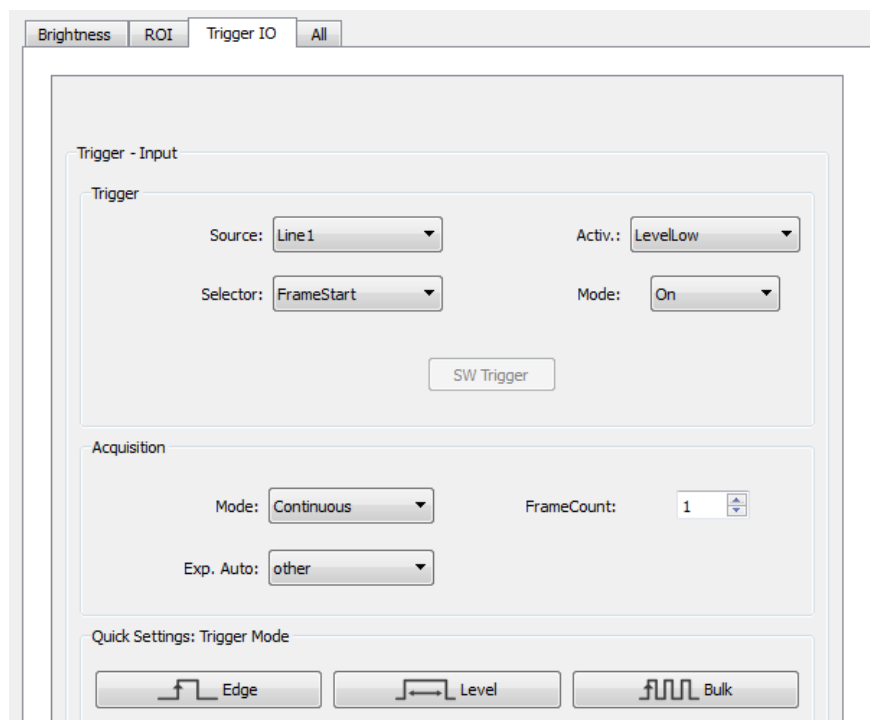 Brightness ROI Trigger IO All
Trigger - Input
Trigger
Source: Line1 Activ.: LevelLow
Selector: FrameStart Mode: On
SW Trigger
Acquisition
Mode: Continuous FrameCount: 1
Exp. Auto: other
Quick Settings: Trigger Mode
Edge Level Bulk